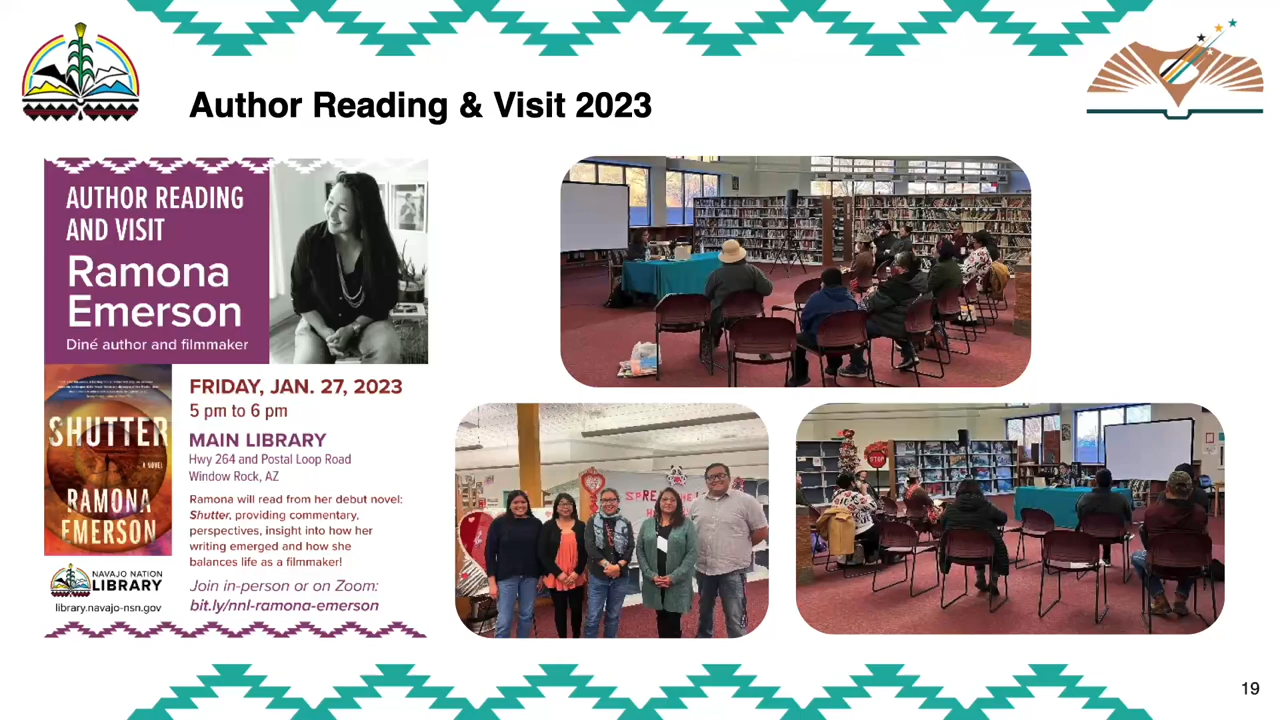 Author Reading & Visit 2023
AUTHOR READING
AND VISIT
Ramona
Emerson
Diné author and filmmaker
SHUTTER
A NOVEL
RAMONA
EMERSON
FRIDAY, JAN. 27, 2023
5 pm to 6 pm
MAIN LIBRARY
Hwy 264 and Postal Loop Road
Window Rock, AZ
Ramona will read from her debut novel:
Shutter, providing commentary,
perspectives, insight into how her
writing emerged and how she
balances life as a filmmaker!
NAVAJO NATION
LIBRARY
library.navajo-nsn.gov
Join in-person or on Zoom:
bit.ly/nnl-ramona-emerson
SPRE
STOP
19